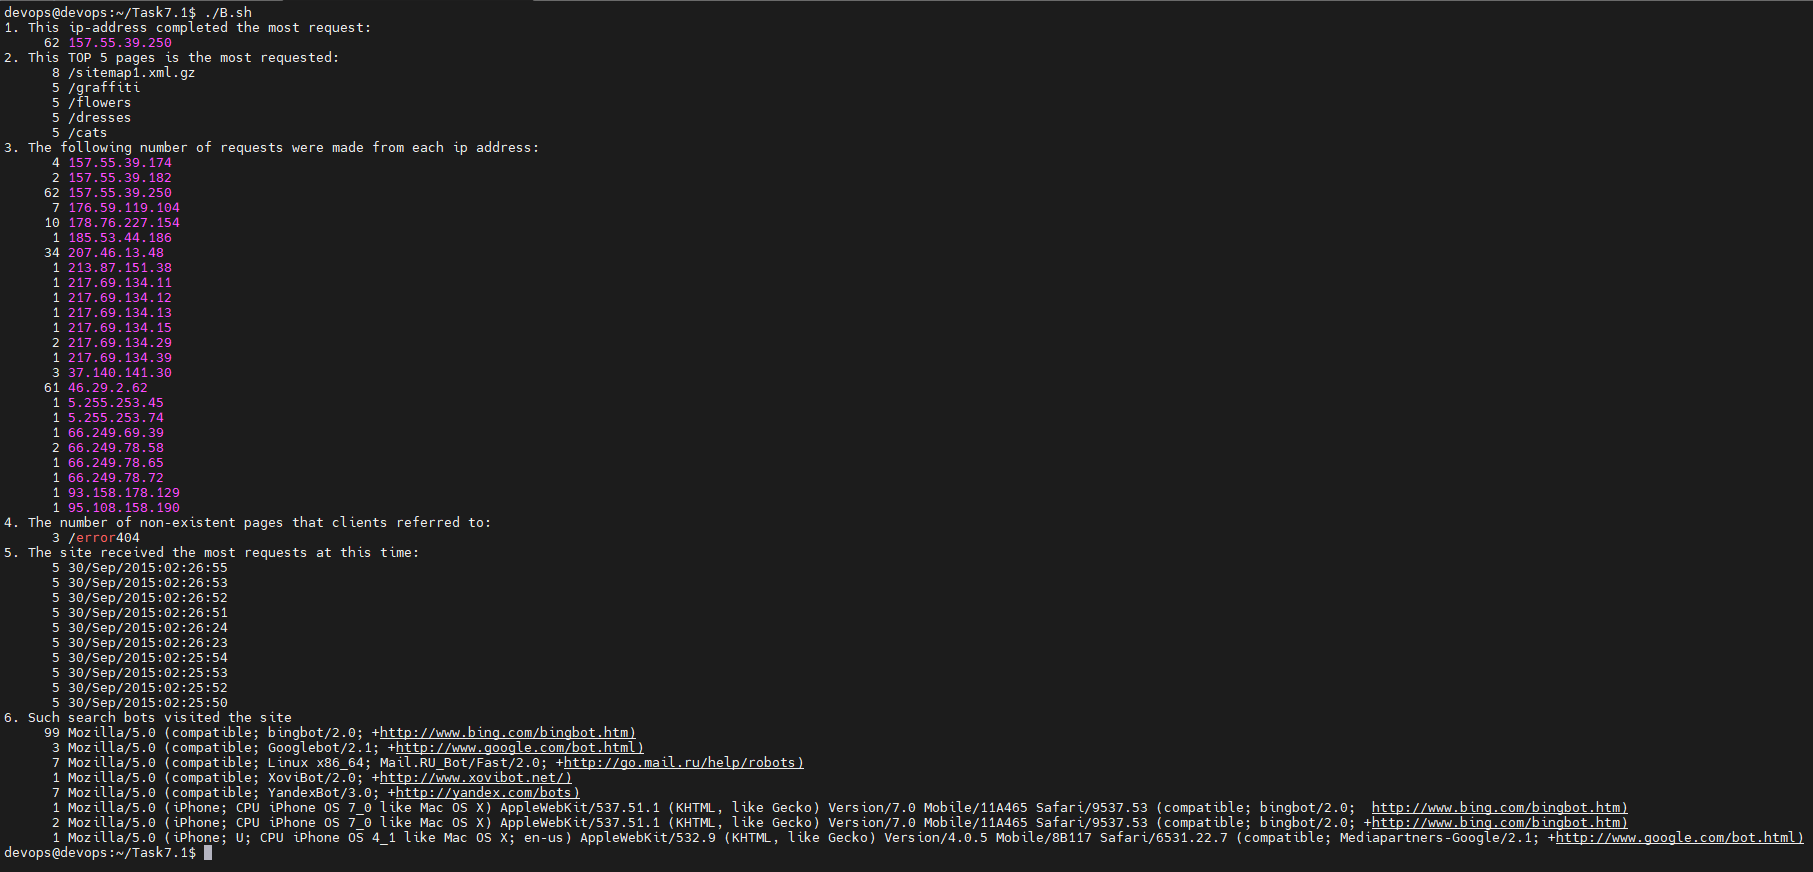 devops@devops:~/Task7.1$ ./B.sh
1. This ip-address completed the most request:
62 157.55.39.250
2. This TOP 5 pages is the most requested:
8 /sitemap1.xml.gz
5 /graffiti
5 /flowers
5 /dresses
5 /cats
3. The following number of requests were made from each ip address:
4 157.55.39.174
2 157.55.39.182
62 157.55.39.250
7 176.59.119.104
10 178.76.227.154
1 185.53.44.186
34 207.46.13.48
1 213.87.151.38
1 217.69.134.11
1 217.69.134.12
1 217.69.134.13
1 217.69.134.15
2 217.69.134.29
1 217.69.134.39
3 37.140.141.30
61 46.29.2.62
1 5.255.253.45
1 5.255.253.74
1 66.249.69.39
2 66.249.78.58
1 66.249.78.65
1 66.249.78.72
1 93.158.178.129
1 95.108.158.190
4. The number of non-existent pages that clients referred to:
3 /error404
5. The site received the most requests at this time:
5 30/Sep/2015:02:26:55
5 30/Sep/2015:02:26:53
5 30/Sep/2015:02:26:52
5 30/Sep/2015:02:26:51
5 30/Sep/2015:02:26:24
5 30/Sep/2015:02:26:23
5 30/Sep/2015:02:25:54
5 30/Sep/2015:02:25:53
5 30/Sep/2015:02:25:52
5 30/Sep/2015:02:25:50
6. Such search bots visited the site
99 Mozilla/5.0 (compatible; bingbot/2.0; +http://www.bing.com/bingbot.htm)
3 Mozilla/5.0 (compatible; Googlebot/2.1; +http://www.google.com/bot.html)
7 Mozilla/5.0 (compatible; Linux x86_64; Mail.RU_Bot/Fast/2.0; +http://go.mail.ru/help/robots)
1 Mozilla/5.0 (compatible; XoviBot/2.0; +http://www.xovibot.net/)
7 Mozilla/5.0 (compatible; YandexBot/3.0; +http://yandex.com/bots)
1 Mozilla/5.0 (iPhone; CPU iPhone OS 7_0 like Mac OS X) AppleWebKit/537.51.1 (KHTML, like Gecko) Version/7.0 Mobile/11A465 Safari/9537.53 (compatible; bingbot/2.0;  http://www.bing.com/bingbot.htm)
2 Mozilla/5.0 (iPhone; CPU iPhone OS 7_0 like Mac OS X) AppleWebKit/537.51.1 (KHTML, like Gecko) Version/7.0 Mobile/11A465 Safari/9537.53 (compatible; bingbot/2.0; +http://www.bing.com/bingbot.htm)
1 Mozilla/5.0 (iPhone; U; CPU iPhone OS 4_1 like Mac OS X; en-us) AppleWebKit/532.9 (KHTML, like Gecko) Version/4.0.5 Mobile/8B117 Safari/6531.22.7 (compatible; Mediapartners-Google/2.1; +http://www.google.com/bot.html)
devops@devops:~/Task7.1$